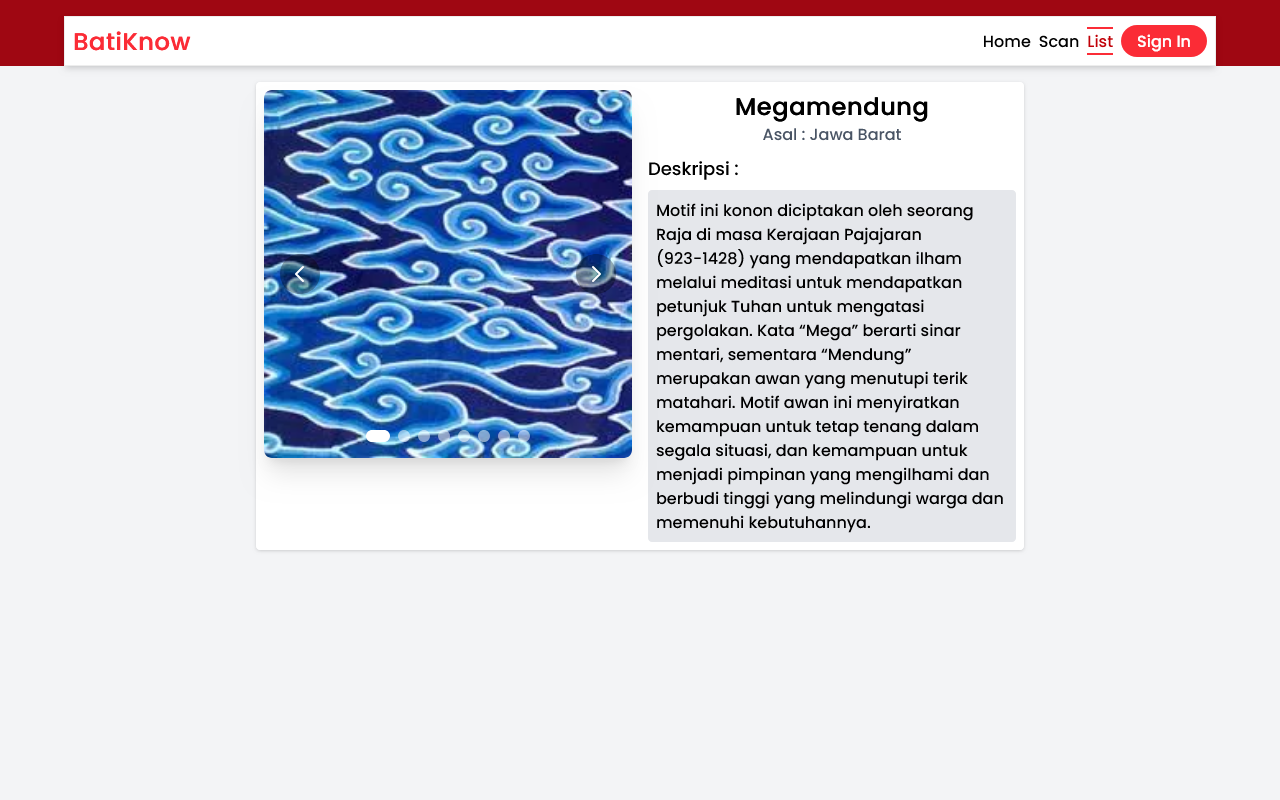 BatiKnow
Home Scan List Sign In
Megamendung
Asal : Jawa Barat
Deskripsi :
Motif ini konon diciptakan oleh seorang
Raja di masa Kerajaan Pajajaran
(923-1428) yang mendapatkan ilham
melalui meditasi untuk mendapatkan
petunjuk Tuhan untuk mengatasi
pergolakan. Kata “Mega” berarti sinar
mentari, sementara “Mendung”
merupakan awan yang menutupi terik
matahari. Motif awan ini menyiratkan
kemampuan untuk tetap tenang dalam
segala situasi, dan kemampuan untuk
menjadi pimpinan yang mengilhami dan
berbudi tinggi yang melindungi warga dan
memenuhi kebutuhannya.